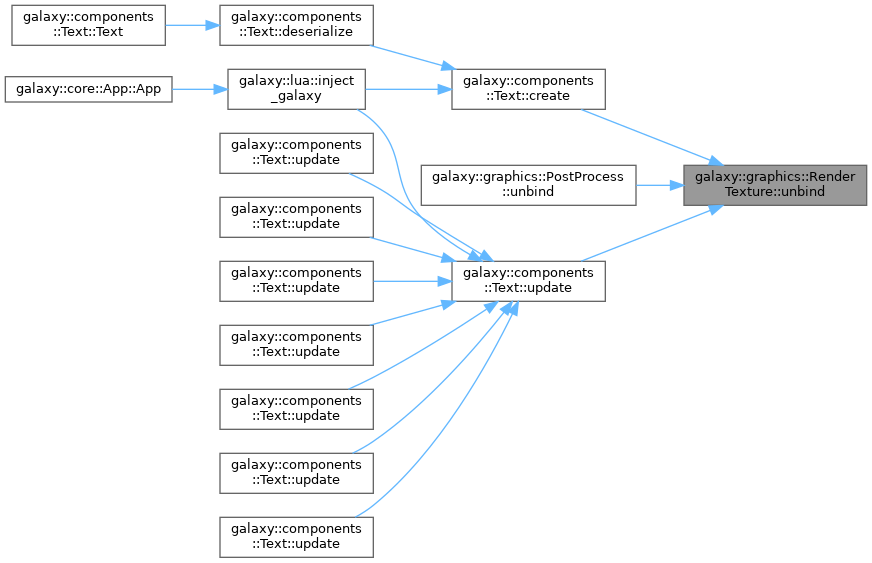 galaxy::components
::Text::Text
galaxy::components
::Text::deserialize
galaxy::core::App::App
galaxy::lua::inject
_galaxy
galaxy::components
::Text::create
galaxy::components
::Text::update
galaxy::graphics::PostProcess
::unbind
galaxy::graphics::Render
Texture::unbind
galaxy::components
::Text::update
galaxy::components
::Text::update
galaxy::components
::Text::update
galaxy::components
::Text::update
galaxy::components
::Text::update
galaxy::components
::Text::update
galaxy::components
::Text::update